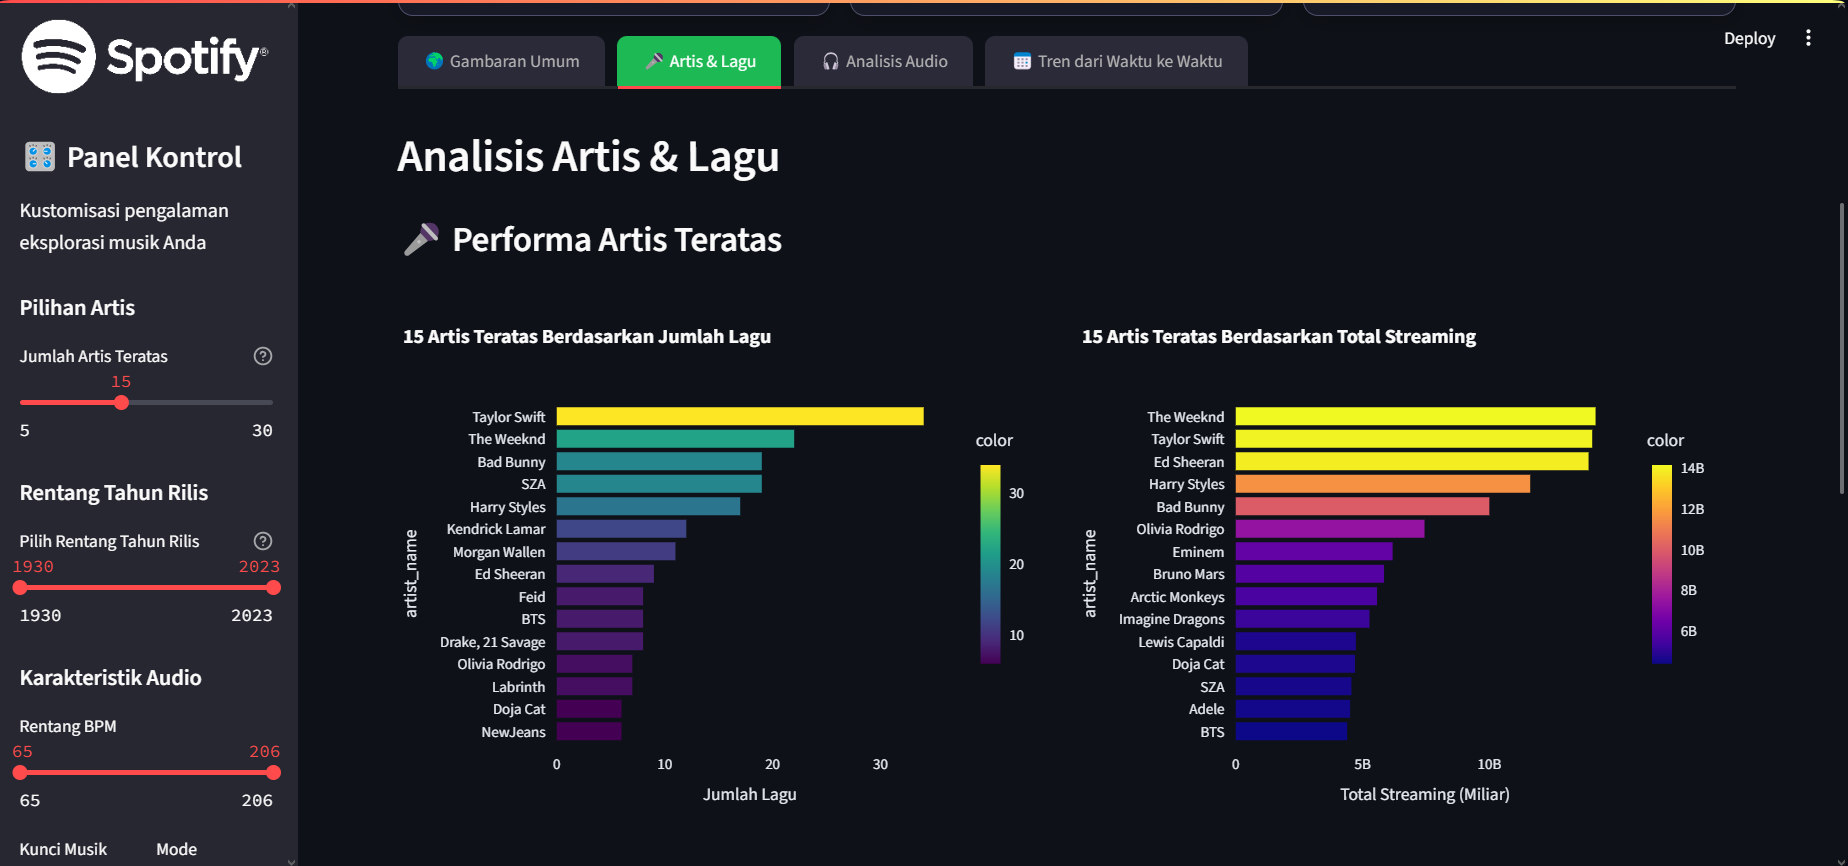 Spotify®
Panel Kontrol
Kustomisasi pengalaman
eksplorasi musik Anda
Pilihan Artis
Jumlah Artis Teratas
15
5 30
Rentang Tahun Rilis
Pilih Rentang Tahun Rilis
1930 2023
1930 2023
Karakteristik Audio
Rentang BPM
65 206
65 206
Kunci Musik Mode
Deploy
Gambaran Umum Artis & Lagu Analisis Audio Tren dari Waktu ke Waktu
Analisis Artis & Lagu
Performa Artis Teratas
15 Artis Teratas Berdasarkan Jumlah Lagu
artist_name
Taylor Swift
The Weeknd
Bad Bunny
SZA
Harry Styles
Kendrick Lamar
Morgan Wallen
Ed Sheeran
Feid
BTS
Drake, 21 Savage
Olivia Rodrigo
Labrinth
Doja Cat
NewJeans
0 10 20 30
Jumlah Lagu
color
30
20
10
15 Artis Teratas Berdasarkan Total Streaming
artist_name
The Weeknd
Taylor Swift
Ed Sheeran
Harry Styles
Bad Bunny
Olivia Rodrigo
Eminem
Bruno Mars
Arctic Monkeys
Imagine Dragons
Lewis Capaldi
Doja Cat
SZA
Adele
BTS
0 5B 10B
Total Streaming (Miliar)
color
14B
12B
10B
8B
6B